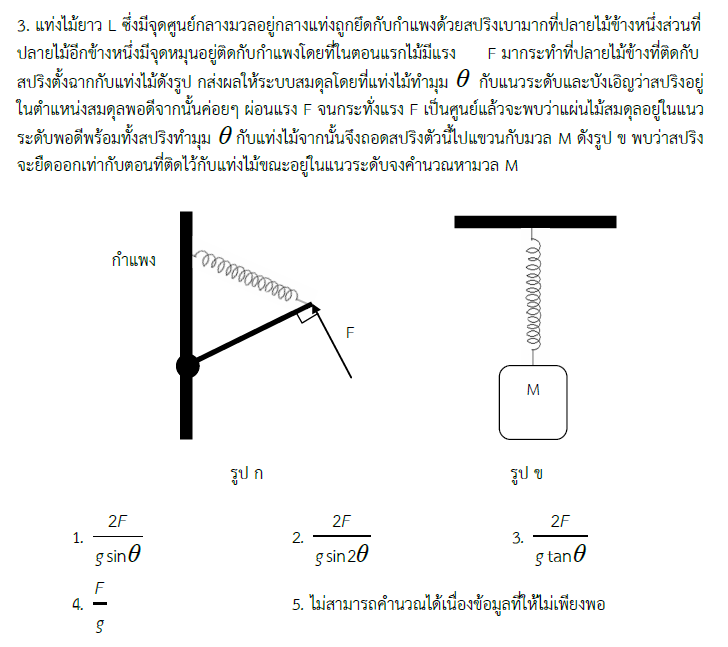 3. แท่งไม้ยาว L ซึ่งมีจุดศูนย์กลางมวลอยู่กลางแท่งถูกยึดกับกำแพงด้วยสปริงเบามากที่ปลายไม้ข้างหนึ่งส่วนที่
ปลายไม้อีกข้างหนึ่งมีจุดหมุนอยู่ติดกับกำแพงโดยที่ในตอนแรกไม้มีแรง F มากระทำที่ปลายไม้ข้างที่ติดกับ
สปริงตั้งฉากกับแท่งไม้ดังรูป กส่งผลให้ระบบสมดุลโดยที่แท่งไม้ทำมุม θ กับแนวระดับและบังเอิญว่าสปริงอยู่
ในตำแหน่งสมดุลพอดีจากนั้นค่อยๆ ผ่อนแรง F จนกระทั่งแรง F เป็นศูนย์แล้วจะพบว่าแผ่นไม้สมดุลอยู่ในแนว
ระดับพอดีพร้อมทั้งสปริงทำมุม θ กับแท่งไม้จากนั้นจึงถอดสปริงตัวนี้ไปแขวนกับมวล M ดังรูป ข พบว่าสปริง
จะยืดออกเท่ากับตอนที่ติดไว้กับแท่งไม้ขณะอยู่ในแนวระดับจงคำนวณหามวล M
กำแพง
F
M
รูป ก
รูป ข
1. 2F / g sinθ
2. 2F / g sin2θ
3. 2F / g tanθ
4. F / g
5. ไม่สามารถคำนวณได้เนื่องข้อมูลที่ให้ไม่เพียงพอ